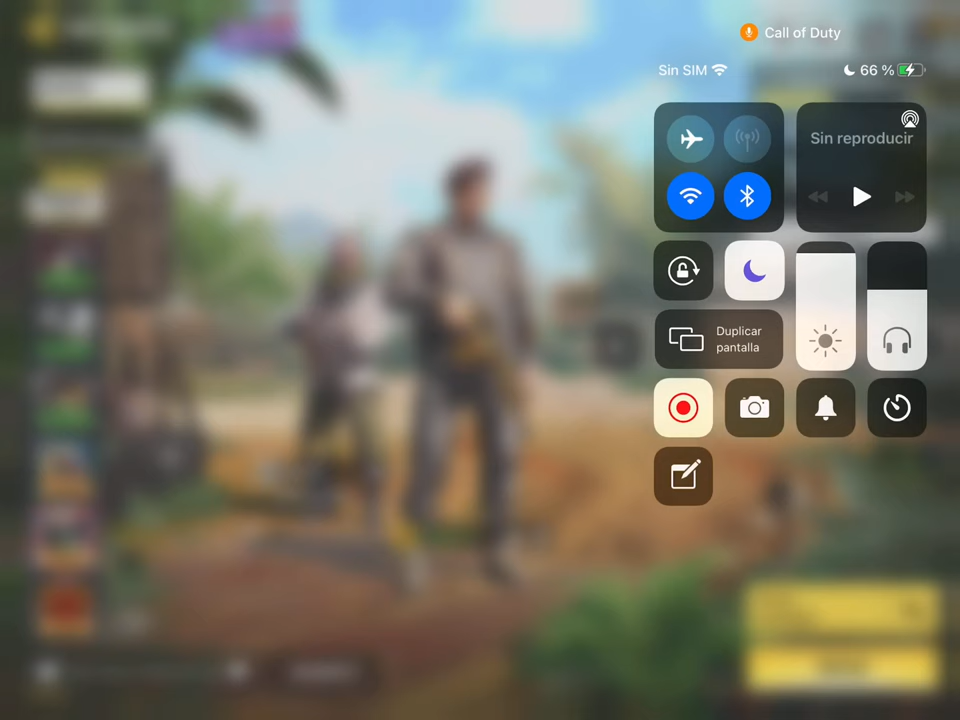 Call of Duty
Sin SIM 66 %
Sin reproducir
Duplicar
pantalla